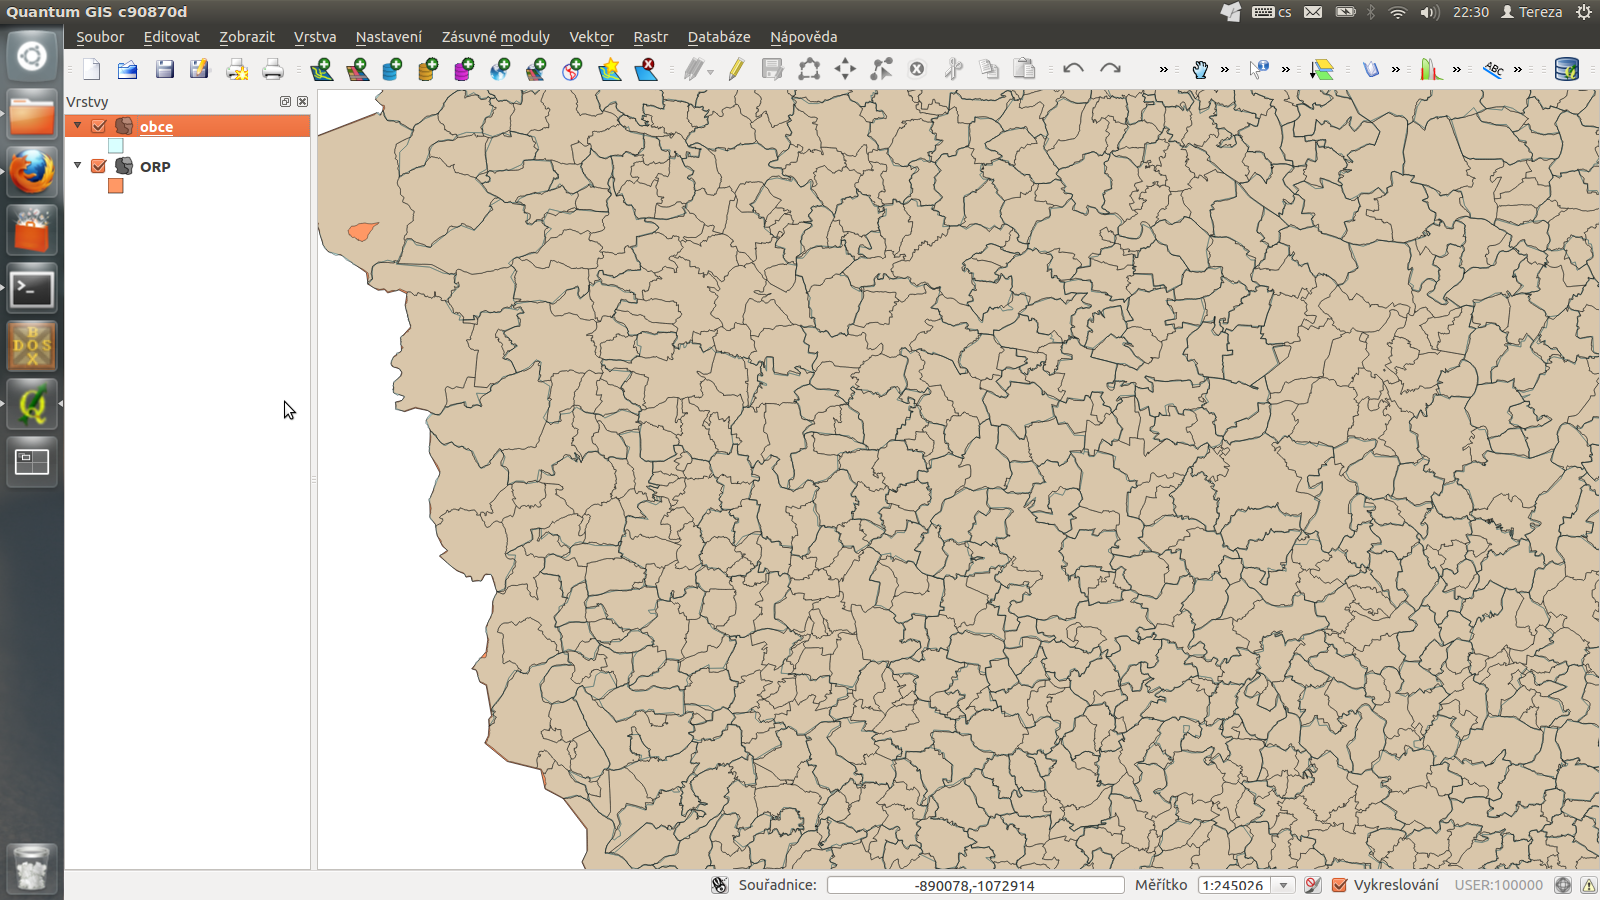 Quantum GIS c90870d
cs
22:30
Tereza
Soubor Editovat Zobrazit Vrstva Nastavení Zásuvné moduly Vektor Rastr Databáze Nápověda
ABC
Vrstvy
obce
ORP
BOX
DOS
Souřadnice: -890078,-1072914 Měřítko 1:245026 Vykreslování USER:100000